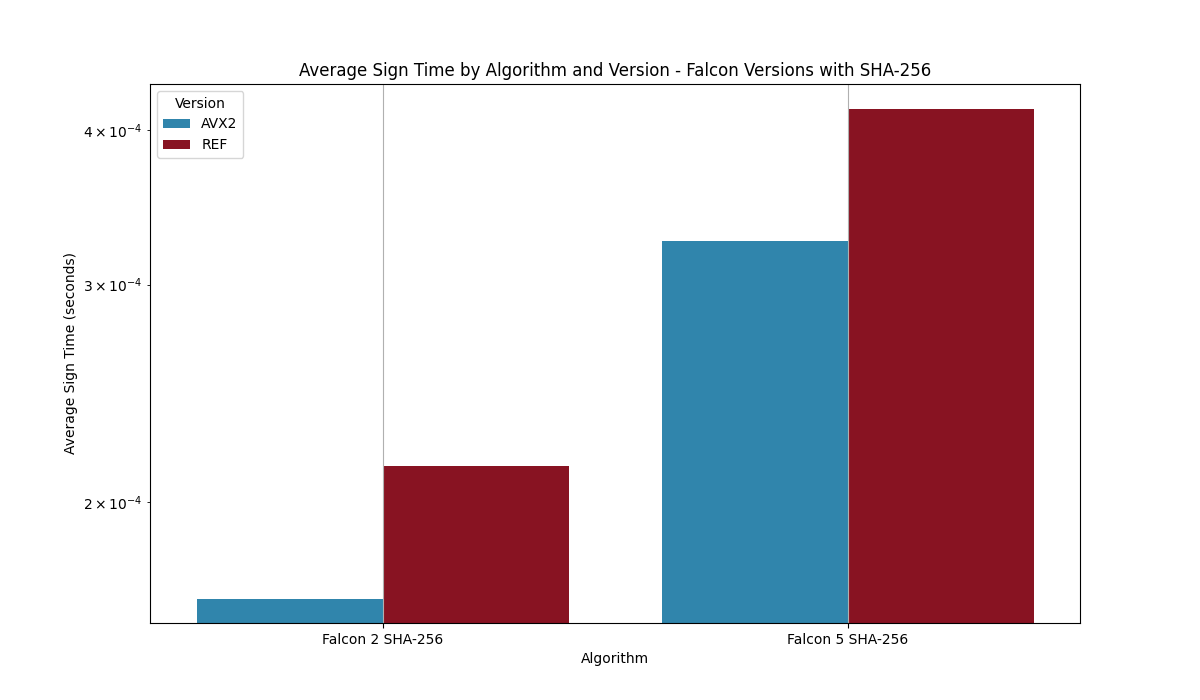 Average Sign Time by Algorithm and Version - Falcon Versions with SHA-256
Version
AVX2
REF
4 × 10⁻⁴
3 × 10⁻⁴
2 × 10⁻⁴
Average Sign Time (seconds)
Falcon 2 SHA-256
Falcon 5 SHA-256
Algorithm